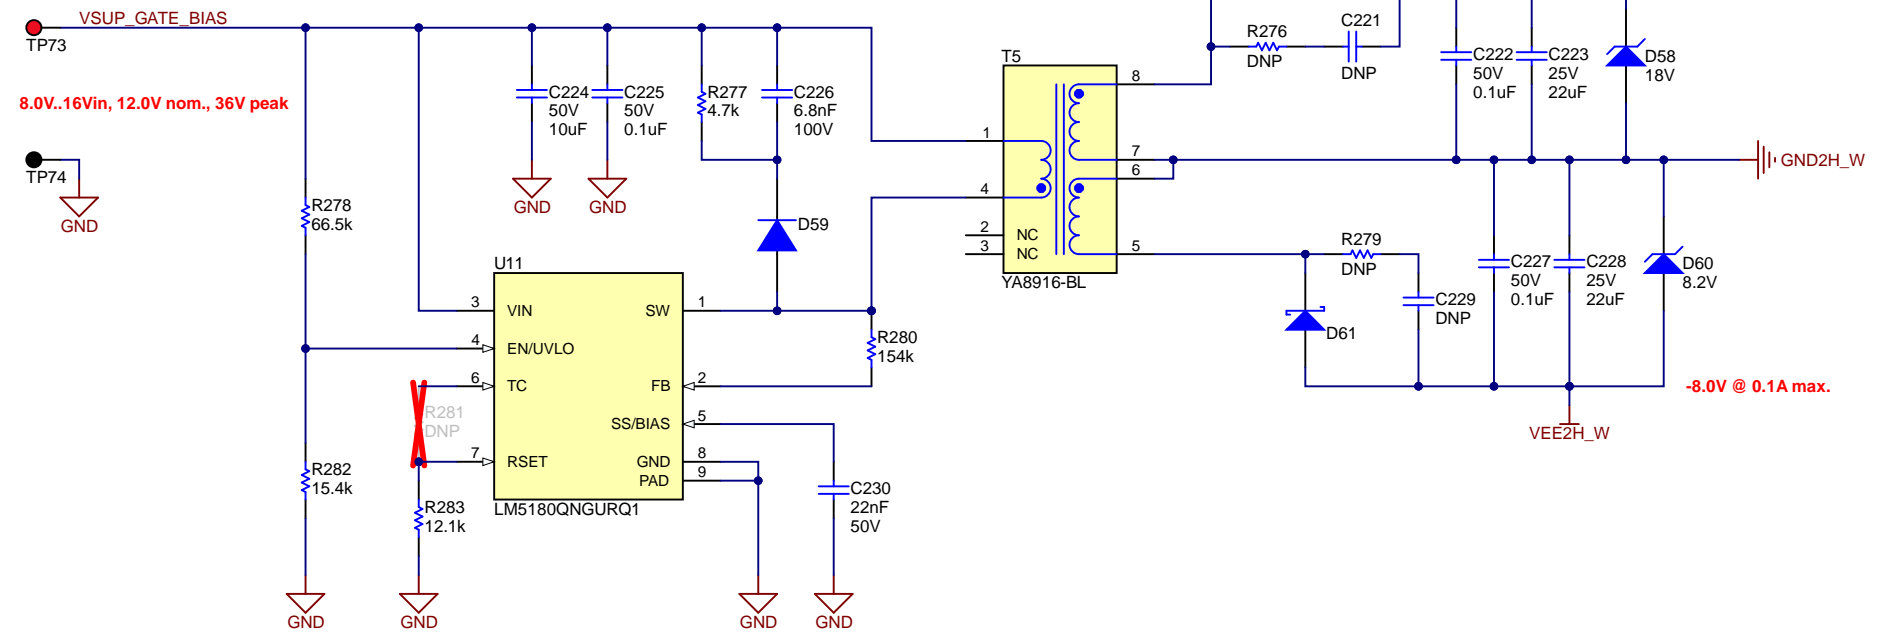 VSUP_GATE_BIAS
TP73
8.0V..16Vin, 12.0V nom., 36V peak
TP74
GND
R278
66.5k
R282
15.4k
GND
C224
50V
10uF
GND
C225
50V
0.1uF
GND
R277
4.7k
C226
6.8nF
100V
D59
U11
3
VIN
4
EN/UVLO
6
TC
7
RSET
SW
1
FB
2
SS/BIAS
5
GND
8
PAD
9
LM5180QNGURQ1
R281
DNP
R283
12.1k
GND
R280
154k
C230
22nF
50V
GND
GND
T5
1
4
2
NC
3
NC
8
7
6
5
YA8916-BL
R276
DNP
C221
DNP
C222
50V
0.1uF
C223
25V
22uF
D58
18V
GND2H_W
R279
DNP
C229
DNP
D61
C227
50V
0.1uF
C228
25V
22uF
D60
8.2V
-8.0V @ 0.1A max.
VEE2H_W